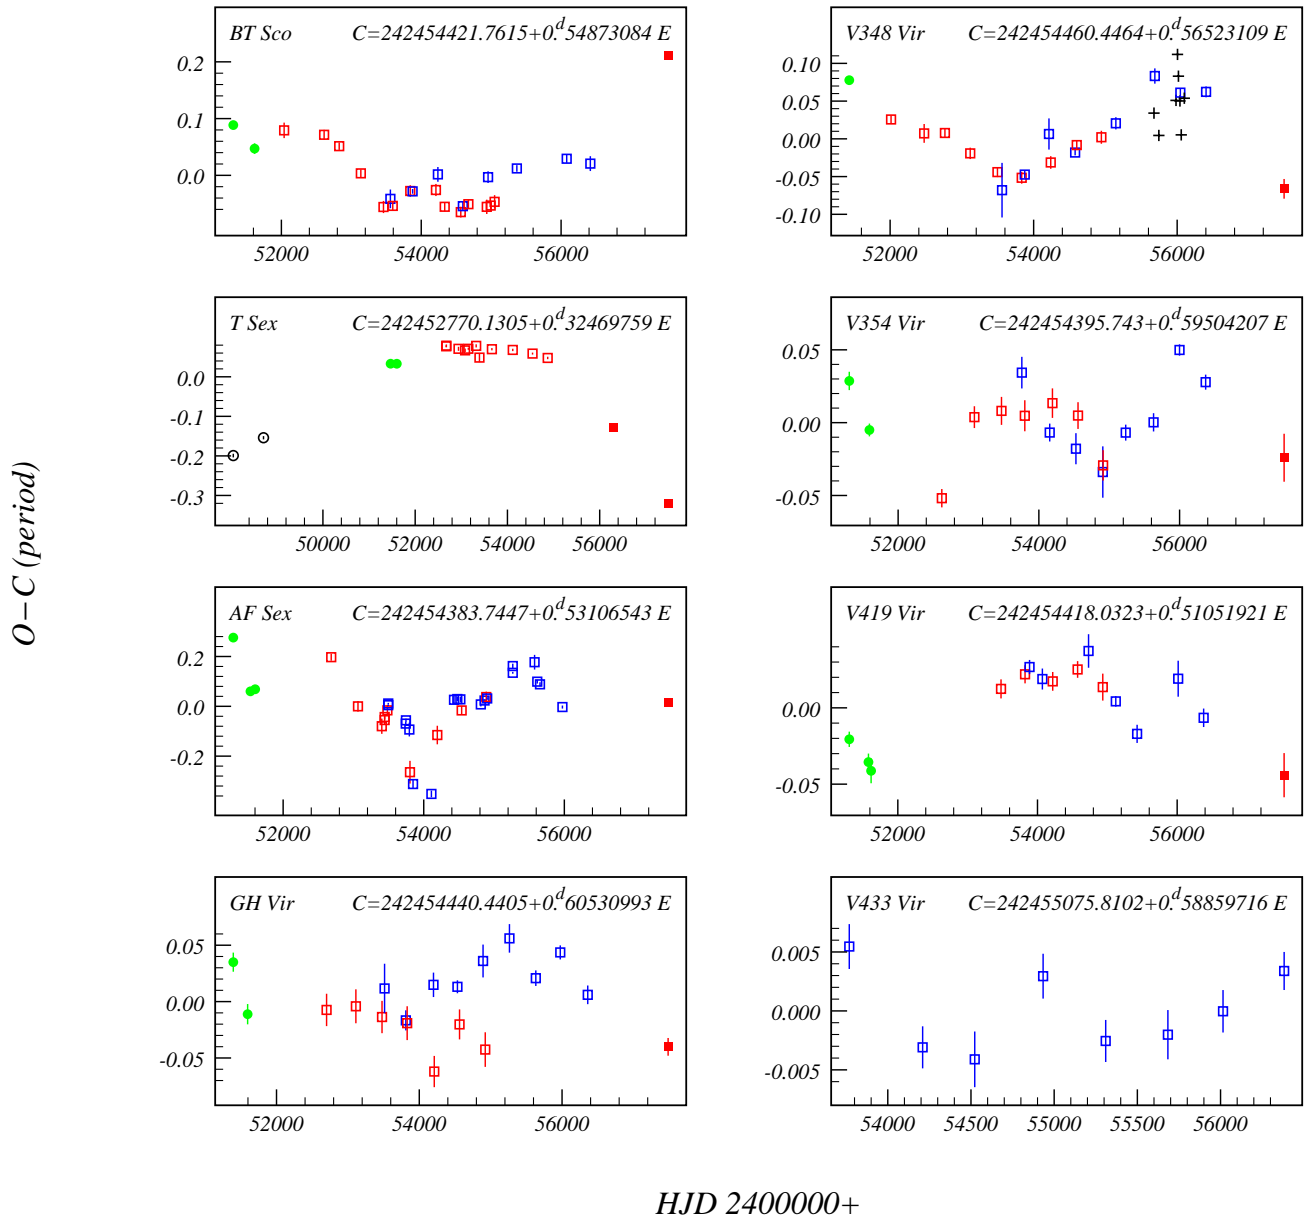 BT Sco C=242454421.7615+0.d54873084 E
0.2
0.1
0.0
52000 54000 56000
V348 Vir C=242454460.4464+0.d56523109 E
0.10
0.05
0.00
-0.05
-0.10
52000 54000 56000
T Sex C=242452770.1305+0.d32469759 E
0.0
-0.1
-0.2
-0.3
50000 52000 54000 56000
V354 Vir C=242454395.743+0.d59504207 E
0.05
0.00
-0.05
52000 54000 56000
O−C (period)
AF Sex C=242454383.7447+0.d53106543 E
0.2
0.0
-0.2
52000 54000 56000
V419 Vir C=242454418.0323+0.d51051921 E
0.00
-0.05
52000 54000 56000
GH Vir C=242454440.4405+0.d60530993 E
0.05
0.00
-0.05
52000 54000 56000
V433 Vir C=242455075.8102+0.d58859716 E
0.005
0.000
-0.005
54000 54500 55000 55500 56000
HJD 2400000+